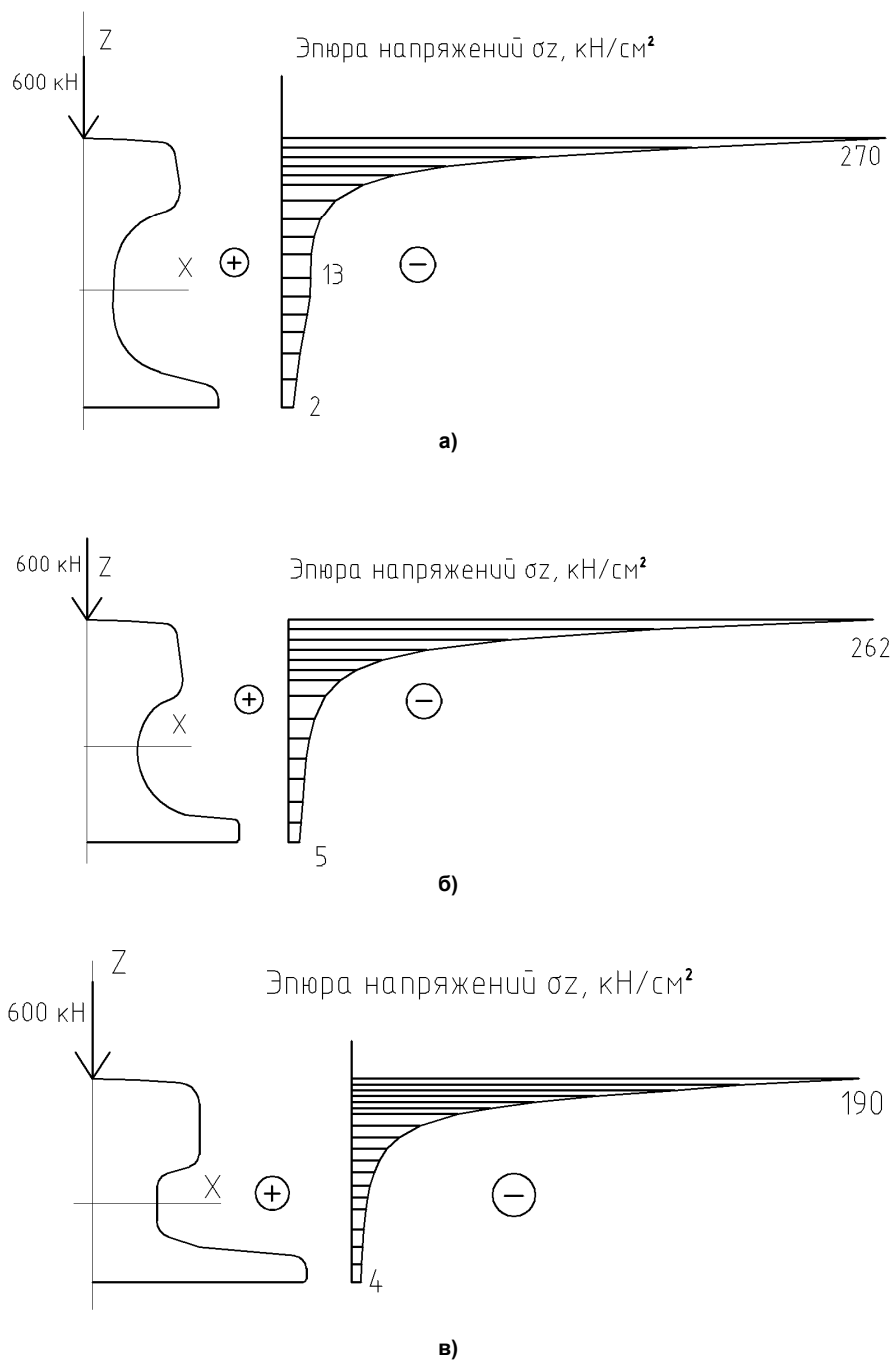 Z
Эпюра напряжений σz, кН/см²
600 кН
270
X
+
13
−
2
а)
600 кН
Z
Эпюра напряжений σz, кН/см²
262
+
−
X
5
б)
Z
Эпюра напряжений σz, кН/см²
600 кН
190
X
+
−
4
в)